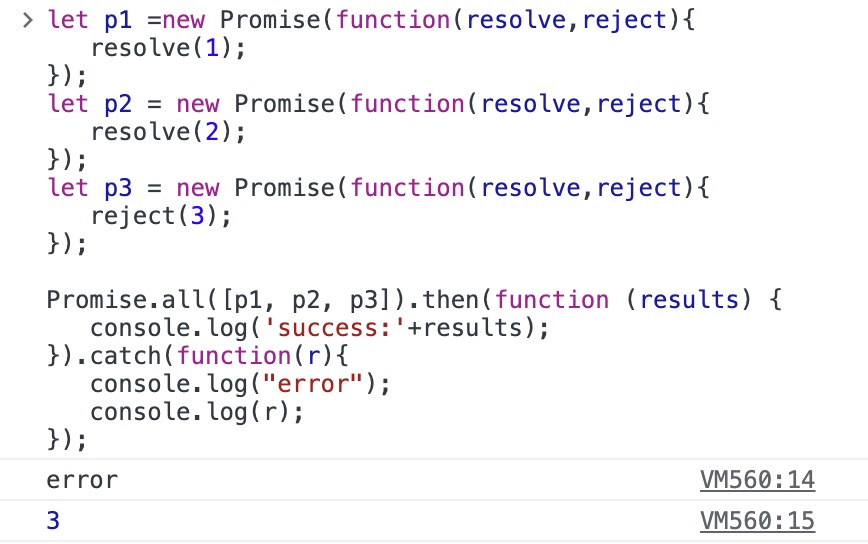 > let p1 =new Promise(function(resolve,reject){
   resolve(1);
});
let p2 = new Promise(function(resolve,reject){
   resolve(2);
});
let p3 = new Promise(function(resolve,reject){
   reject(3);
});

Promise.all([p1, p2, p3]).then(function (results) {
   console.log('success:'+results);
}).catch(function(r){
   console.log("error");
   console.log(r);
});
error VM560:14
3 VM560:15